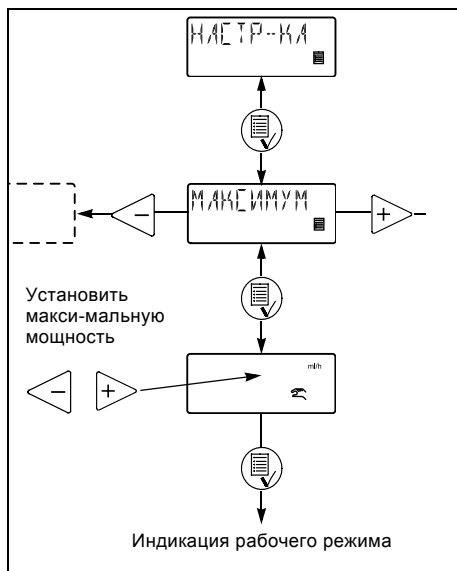 НАСТР-КА
МАКСИМУМ
Установить
макси-мальную
мощность
ml/h
Индикация рабочего режима